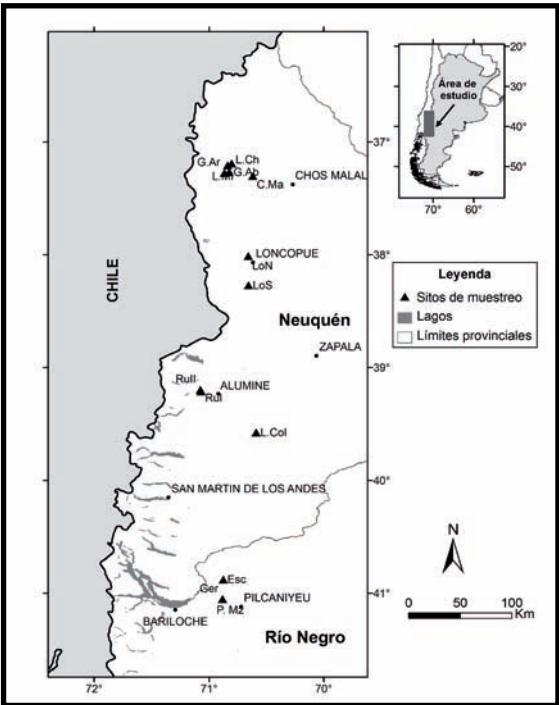 20°
30°
40°
50°
70° 60°
Área de
estudio
37°
38°
39°
40°
41°
72° 71° 70°
CHILE
G.Ar
L.Ch
G.Ab
C.Ma
CHOS MALAL
LONCOPUE
LoN
LoS
Neuquén
ZAPALA
RuII
RuI
ALUMINE
L.Col
SAN MARTIN DE LOS ANDES
Esc
Ger
P. M2
PILCANIYEU
BARILOCHE
Río Negro
Leyenda
Sitos de muestreo
Lagos
Límites provinciales
N
0 50 100
Km